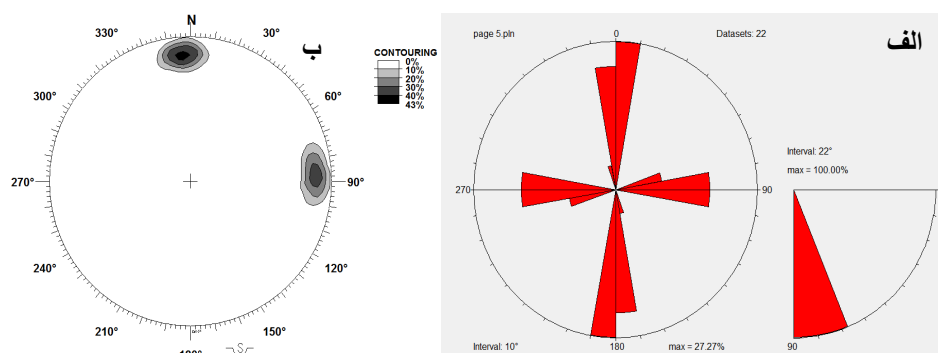 N
330°
30°
ب
CONTOURING
0%
10%
20%
30%
40%
43%
300°
60°
270°
90°
240°
120°
210°
150°
S
page 5.pln
0
Datasets: 22
الف
Interval: 22°
max = 100.00%
270
90
90
Interval: 10°
180
max = 27.27%